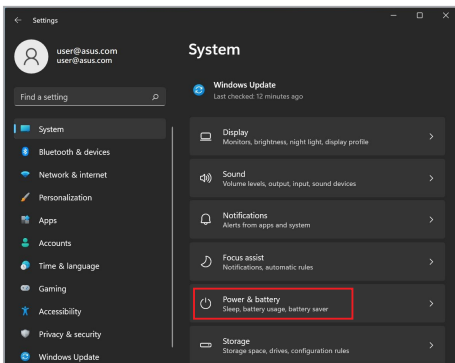 Settings
user@asus.com
user@asus.com
Find a setting
System
Bluetooth & devices
Network & internet
Personalization
Apps
Accounts
Time & language
Gaming
Accessibility
Privacy & security
Windows Update
System
Windows Update
Last checked: 12 minutes ago
Display
Monitors, brightness, night light, display profile
Sound
Volume levels, output, input, sound devices
Notifications
Alerts from apps and system
Focus assist
Notifications, automatic rules
Power & battery
Sleep, battery usage, battery saver
Storage
Storage space, drives, configuration rules